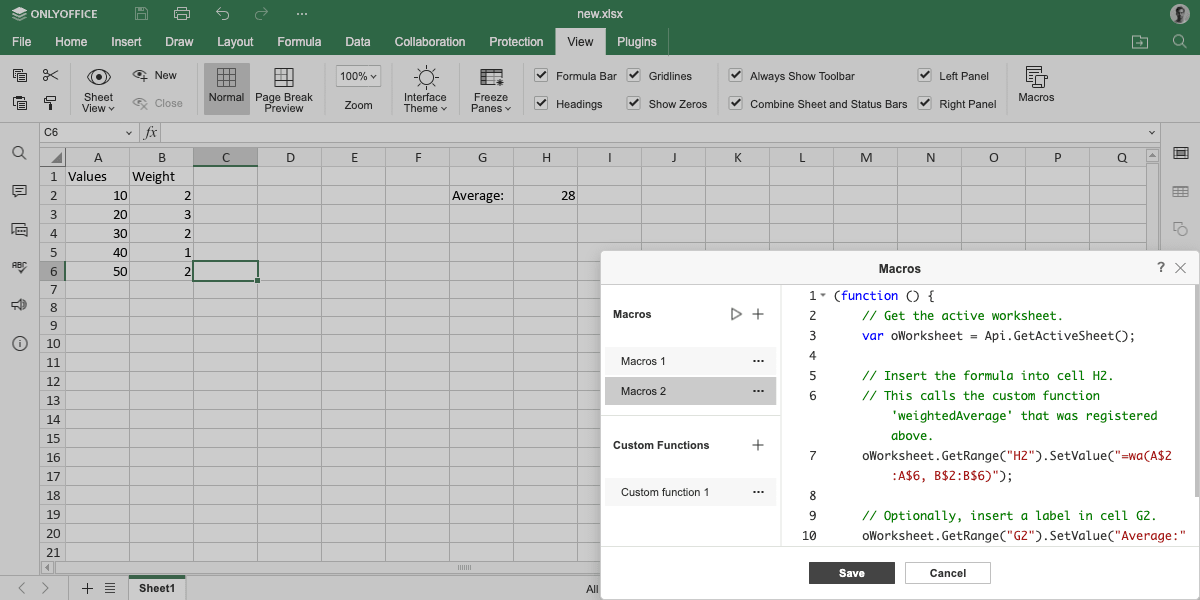 ONLYOFFICE
new.xlsx
File Home Insert Draw Layout Formula Data Collaboration Protection View Plugins
Sheet View
New
Close
Normal
Page Break Preview
100%
Zoom
Interface Theme
Freeze Panes
Formula Bar Gridlines
Headings Show Zeros
Always Show Toolbar Left Panel
Combine Sheet and Status Bars Right Panel
Macros
C6 fx
A B C D E F G H I J K L M N O P Q
1 Values Weight
2 10 2 Average: 28
3 20 3
4 30 2
5 40 1
6 50 2
7
8
9
10
11
12
13
14
15
16
17
18
19
20
21
ABC
Macros ?
Macros
Macros 1
Macros 2
Custom Functions
Custom function 1
1 (function () {
2 // Get the active worksheet.
3 var oWorksheet = Api.GetActiveSheet();
4
5 // Insert the formula into cell H2.
6 // This calls the custom function
'weightedAverage' that was registered
above.
7 oWorksheet.GetRange("H2").SetValue("=wa(A$2
:A$6, B$2:B$6)");
8
9 // Optionally, insert a label in cell G2.
10 oWorksheet.GetRange("G2").SetValue("Average:"
Save Cancel
Sheet1
All